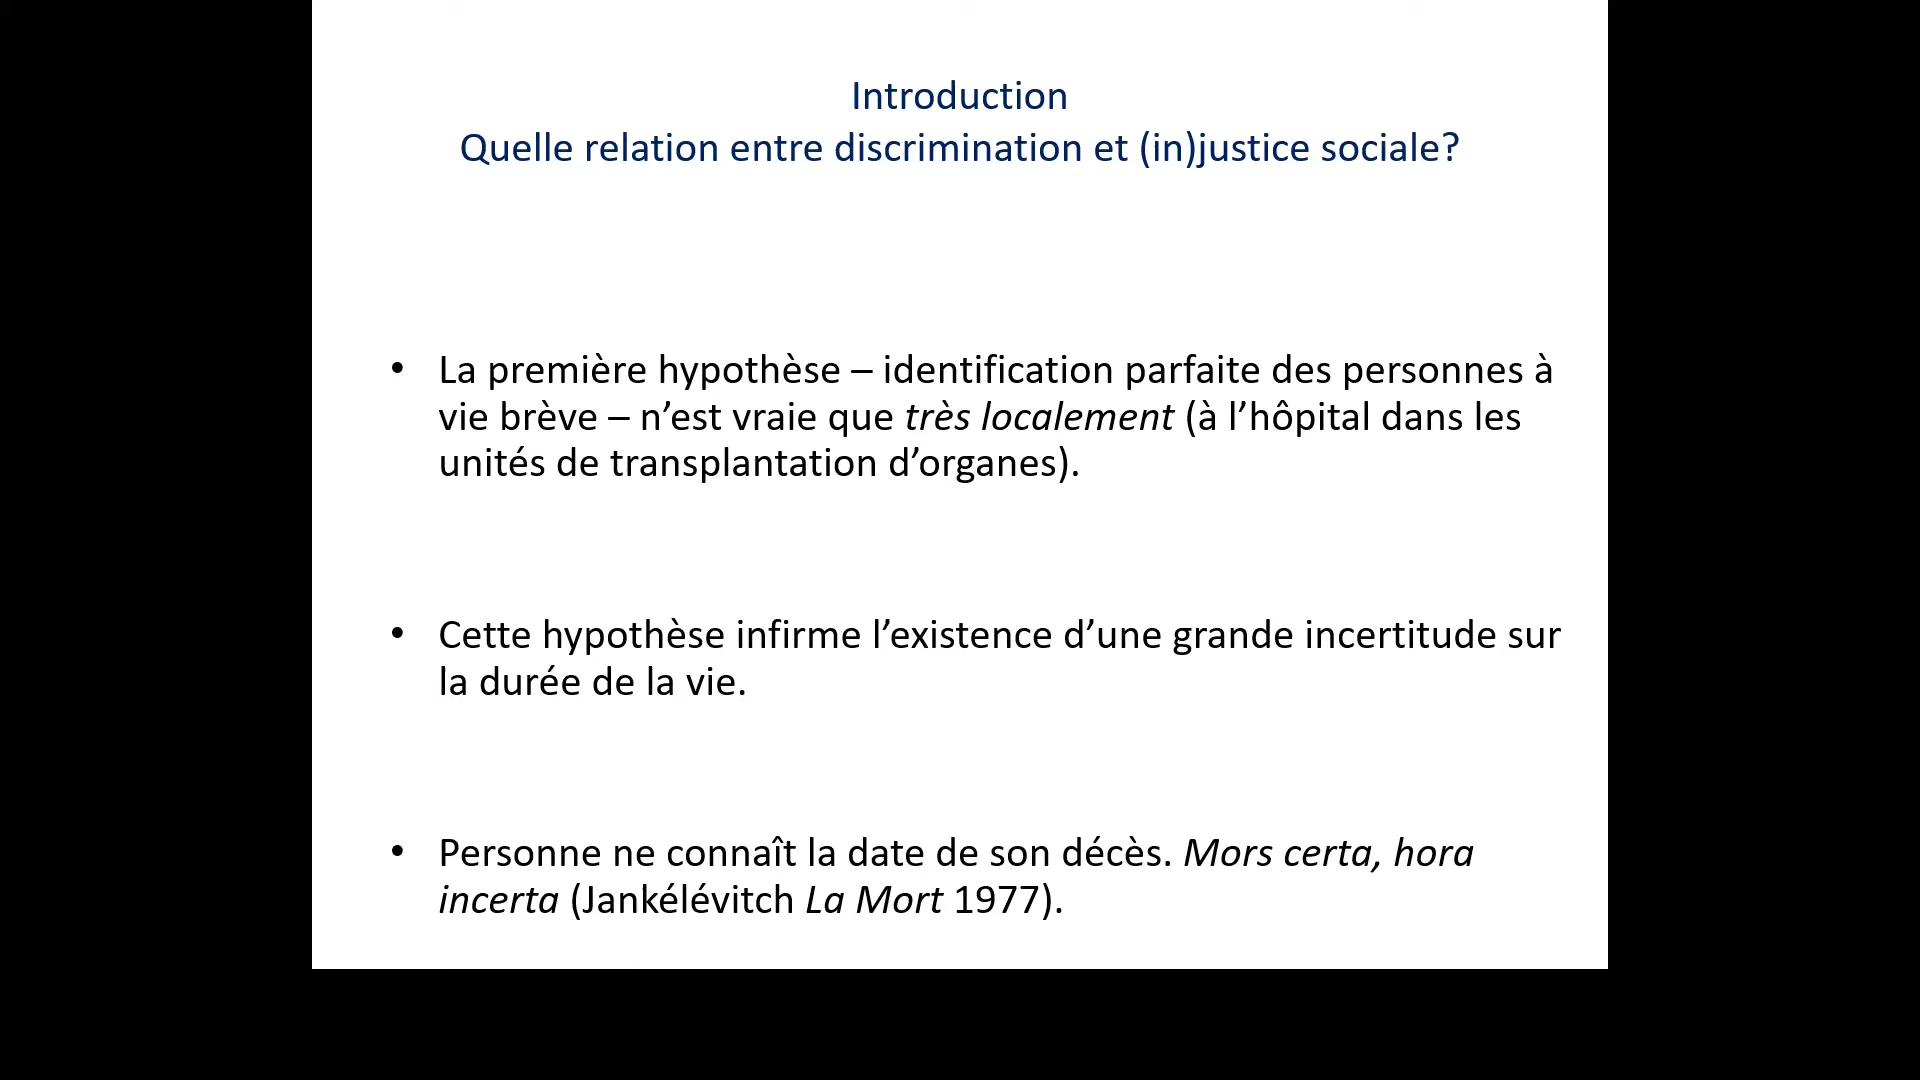 Introduction
Quelle relation entre discrimination et (in)justice sociale?
• La première hypothèse – identification parfaite des personnes à
vie brève – n’est vraie que très localement (à l’hôpital dans les
unités de transplantation d’organes).
• Cette hypothèse infirme l’existence d’une grande incertitude sur
la durée de la vie.
• Personne ne connaît la date de son décès. Mors certa, hora
incerta (Jankélévitch La Mort 1977).